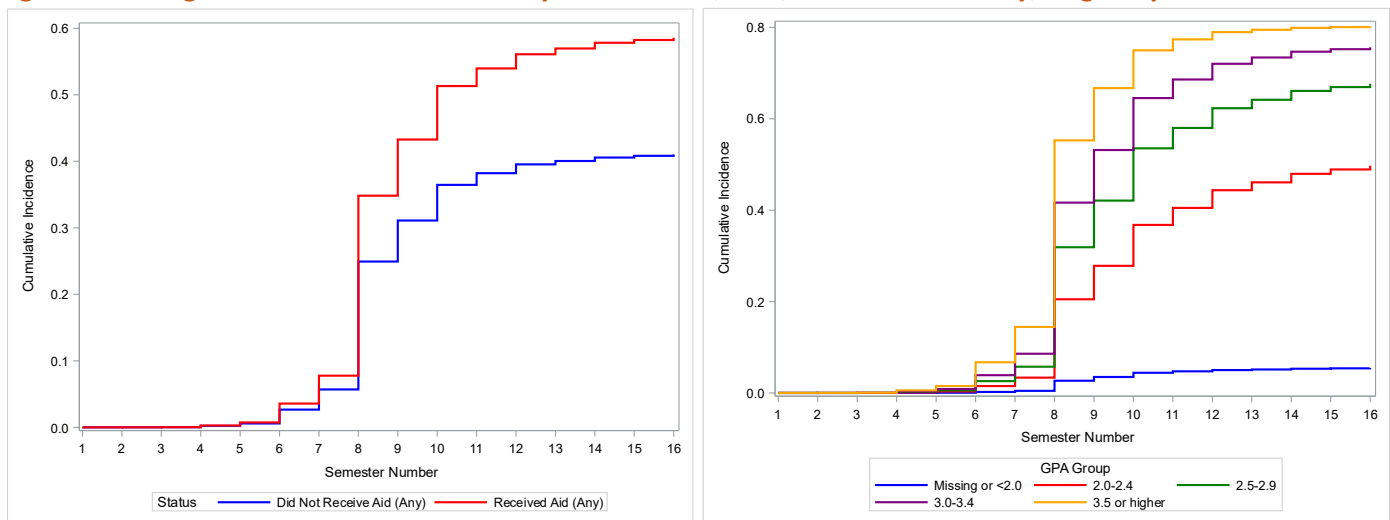 0.6
0.5
0.4
0.3
0.2
0.1
0.0
Cumulative Incidence
1 2 3 4 5 6 7 8 9 10 11 12 13 14 15 16
Semester Number
Status Did Not Receive Aid (Any) Received Aid (Any)
0.8
0.6
0.4
0.2
0.0
Cumulative Incidence
1 2 3 4 5 6 7 8 9 10 11 12 13 14 15 16
Semester Number
GPA Group
Missing or <2.0 2.0-2.4 2.5-2.9
3.0-3.4 3.5 or higher